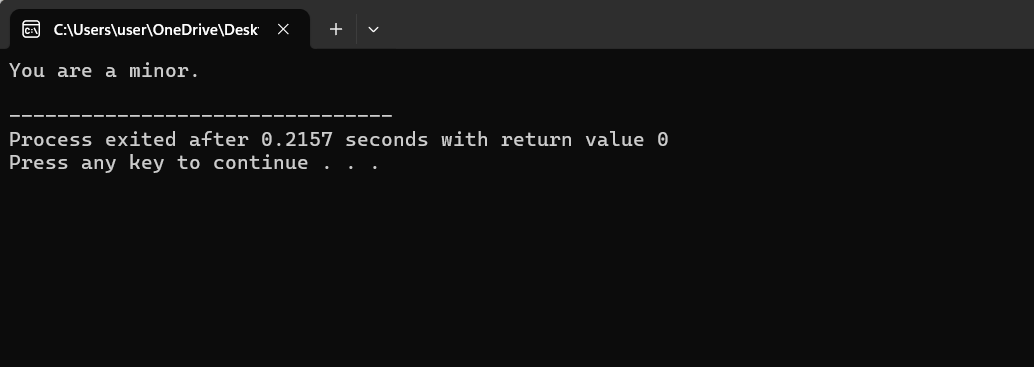 C:\Users\user\OneDrive\Desk
You are a minor.
--------------------------------
Process exited after 0.2157 seconds with return value 0
Press any key to continue . . .